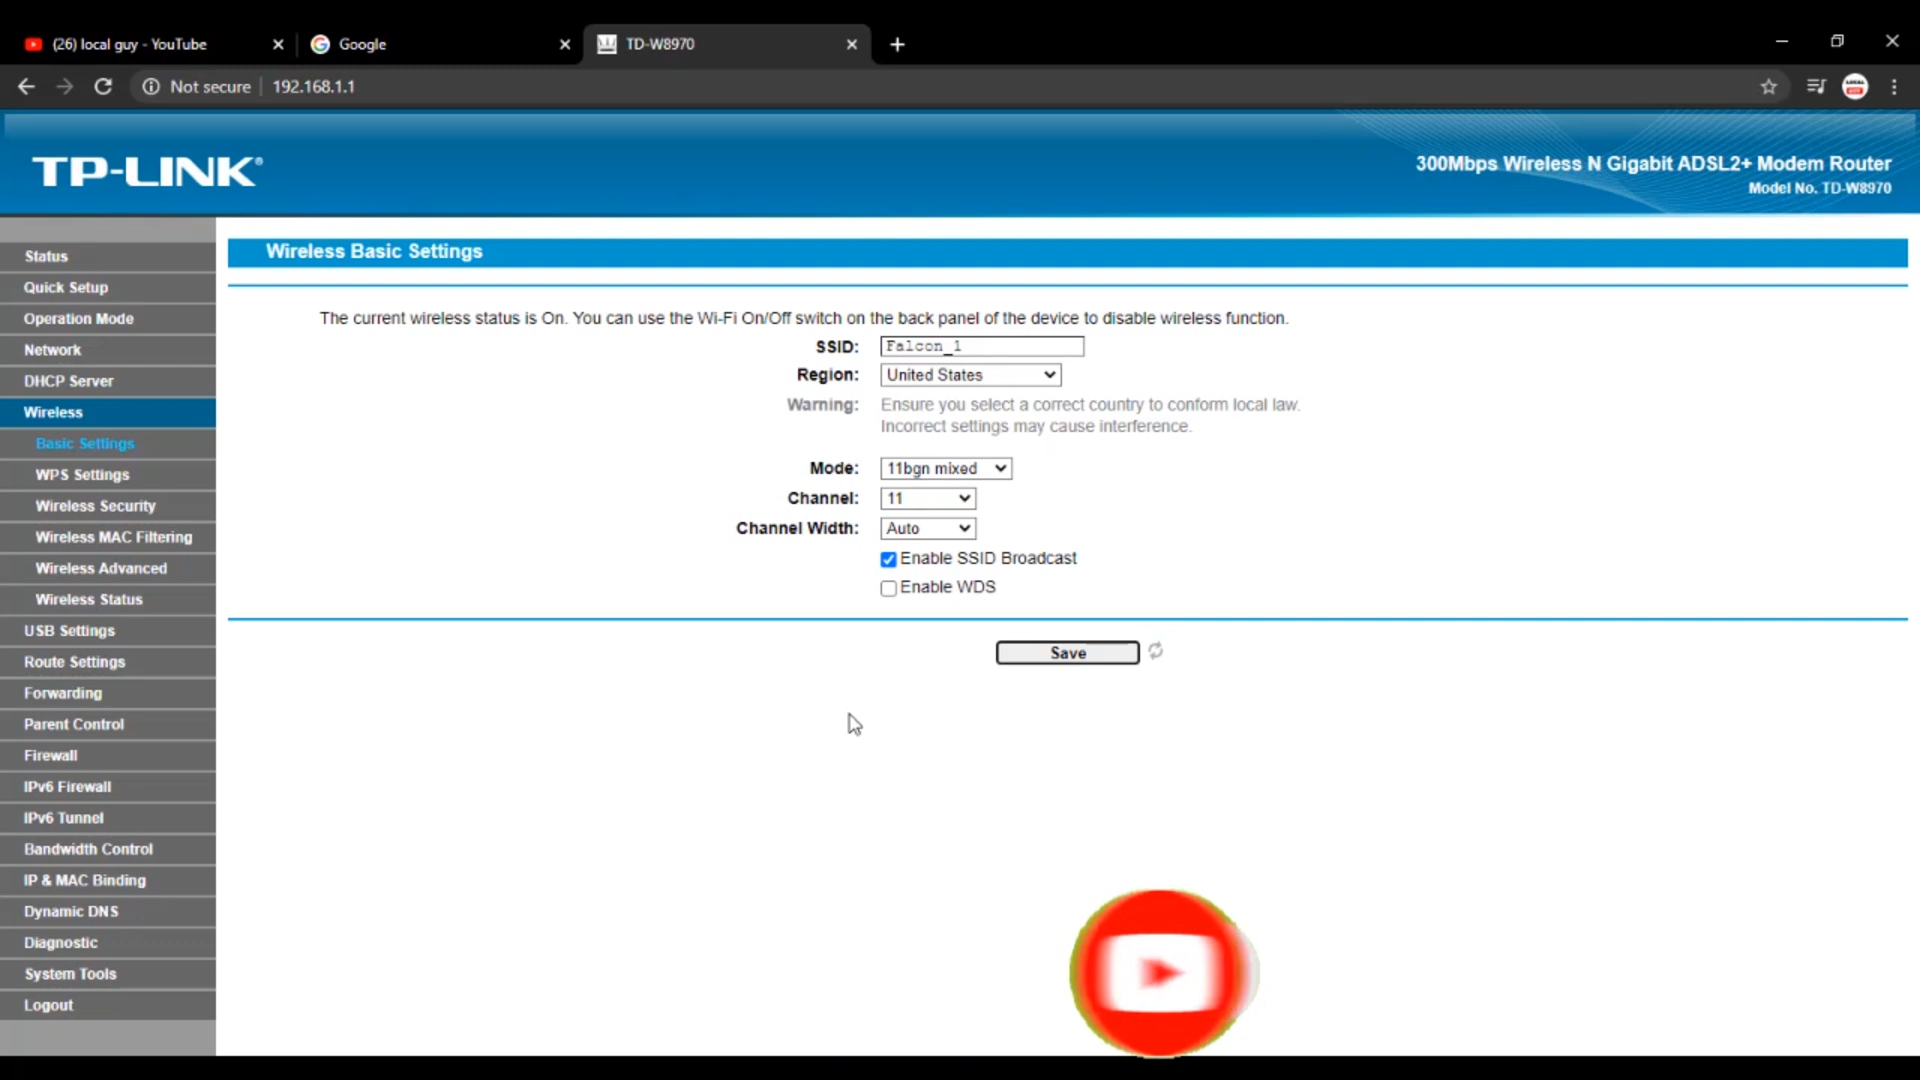 (26) local guy - YouTube
Google
TD-W8970
Not secure
192.168.1.1
TP-LINK®
300Mbps Wireless N Gigabit ADSL2+ Modem Router
Model No. TD-W8970
Status
Quick Setup
Operation Mode
Network
DHCP Server
Wireless
Basic Settings
WPS Settings
Wireless Security
Wireless MAC Filtering
Wireless Advanced
Wireless Status
USB Settings
Route Settings
Forwarding
Parent Control
Firewall
IPv6 Firewall
IPv6 Tunnel
Bandwidth Control
IP & MAC Binding
Dynamic DNS
Diagnostic
System Tools
Logout
Wireless Basic Settings
The current wireless status is On. You can use the Wi-Fi On/Off switch on the back panel of the device to disable wireless function.
SSID: Falcon_1
Region: United States
Warning: Ensure you select a correct country to conform local law.
Incorrect settings may cause interference.
Mode: 11bgn mixed
Channel: 11
Channel Width: Auto
Enable SSID Broadcast
Enable WDS
Save